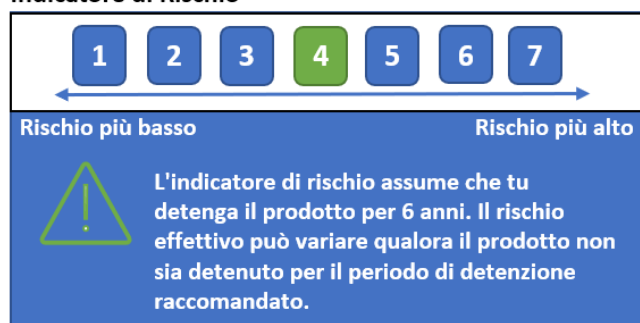 Indicatore di Rischio
1 2 3 4 5 6 7
Rischio più basso Rischio più alto
L'indicatore di rischio assume che tu
detenga il prodotto per 6 anni. Il rischio
effettivo può variare qualora il prodotto non
sia detenuto per il periodo di detenzione
raccomandato.